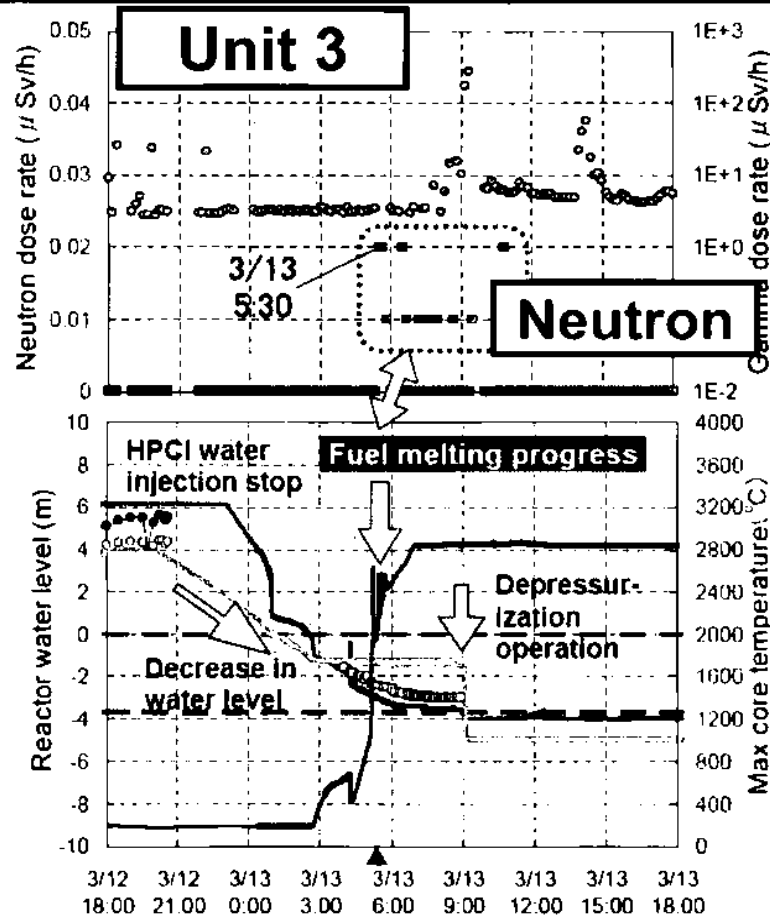 Unit 3
Neutron dose rate ( μ Sv/h)
0.05
0.04
0.03
0.02
0.01
0
1E+3
1E+2
1E+1
1E+0
1E-2
dose rate ( μ Sv/h)
3/13
5:30
Neutron
Reactor water level (m)
10
8
6
4
2
0
-2
-4
-6
-8
-10
HPCI water
injection stop
Fuel melting progress
Depressur-
ization
operation
Decrease in
water level
4000
3600
3200
2800
2400
2000
1600
1200
800
400
0
Max core temperature(°C)
3/12 3/12 3/13 3/13 3/13 3/13 3/13 3/13 3/13
18:00 21:00 0:00 3:00 6:00 9:00 12:00 15:00 18:00